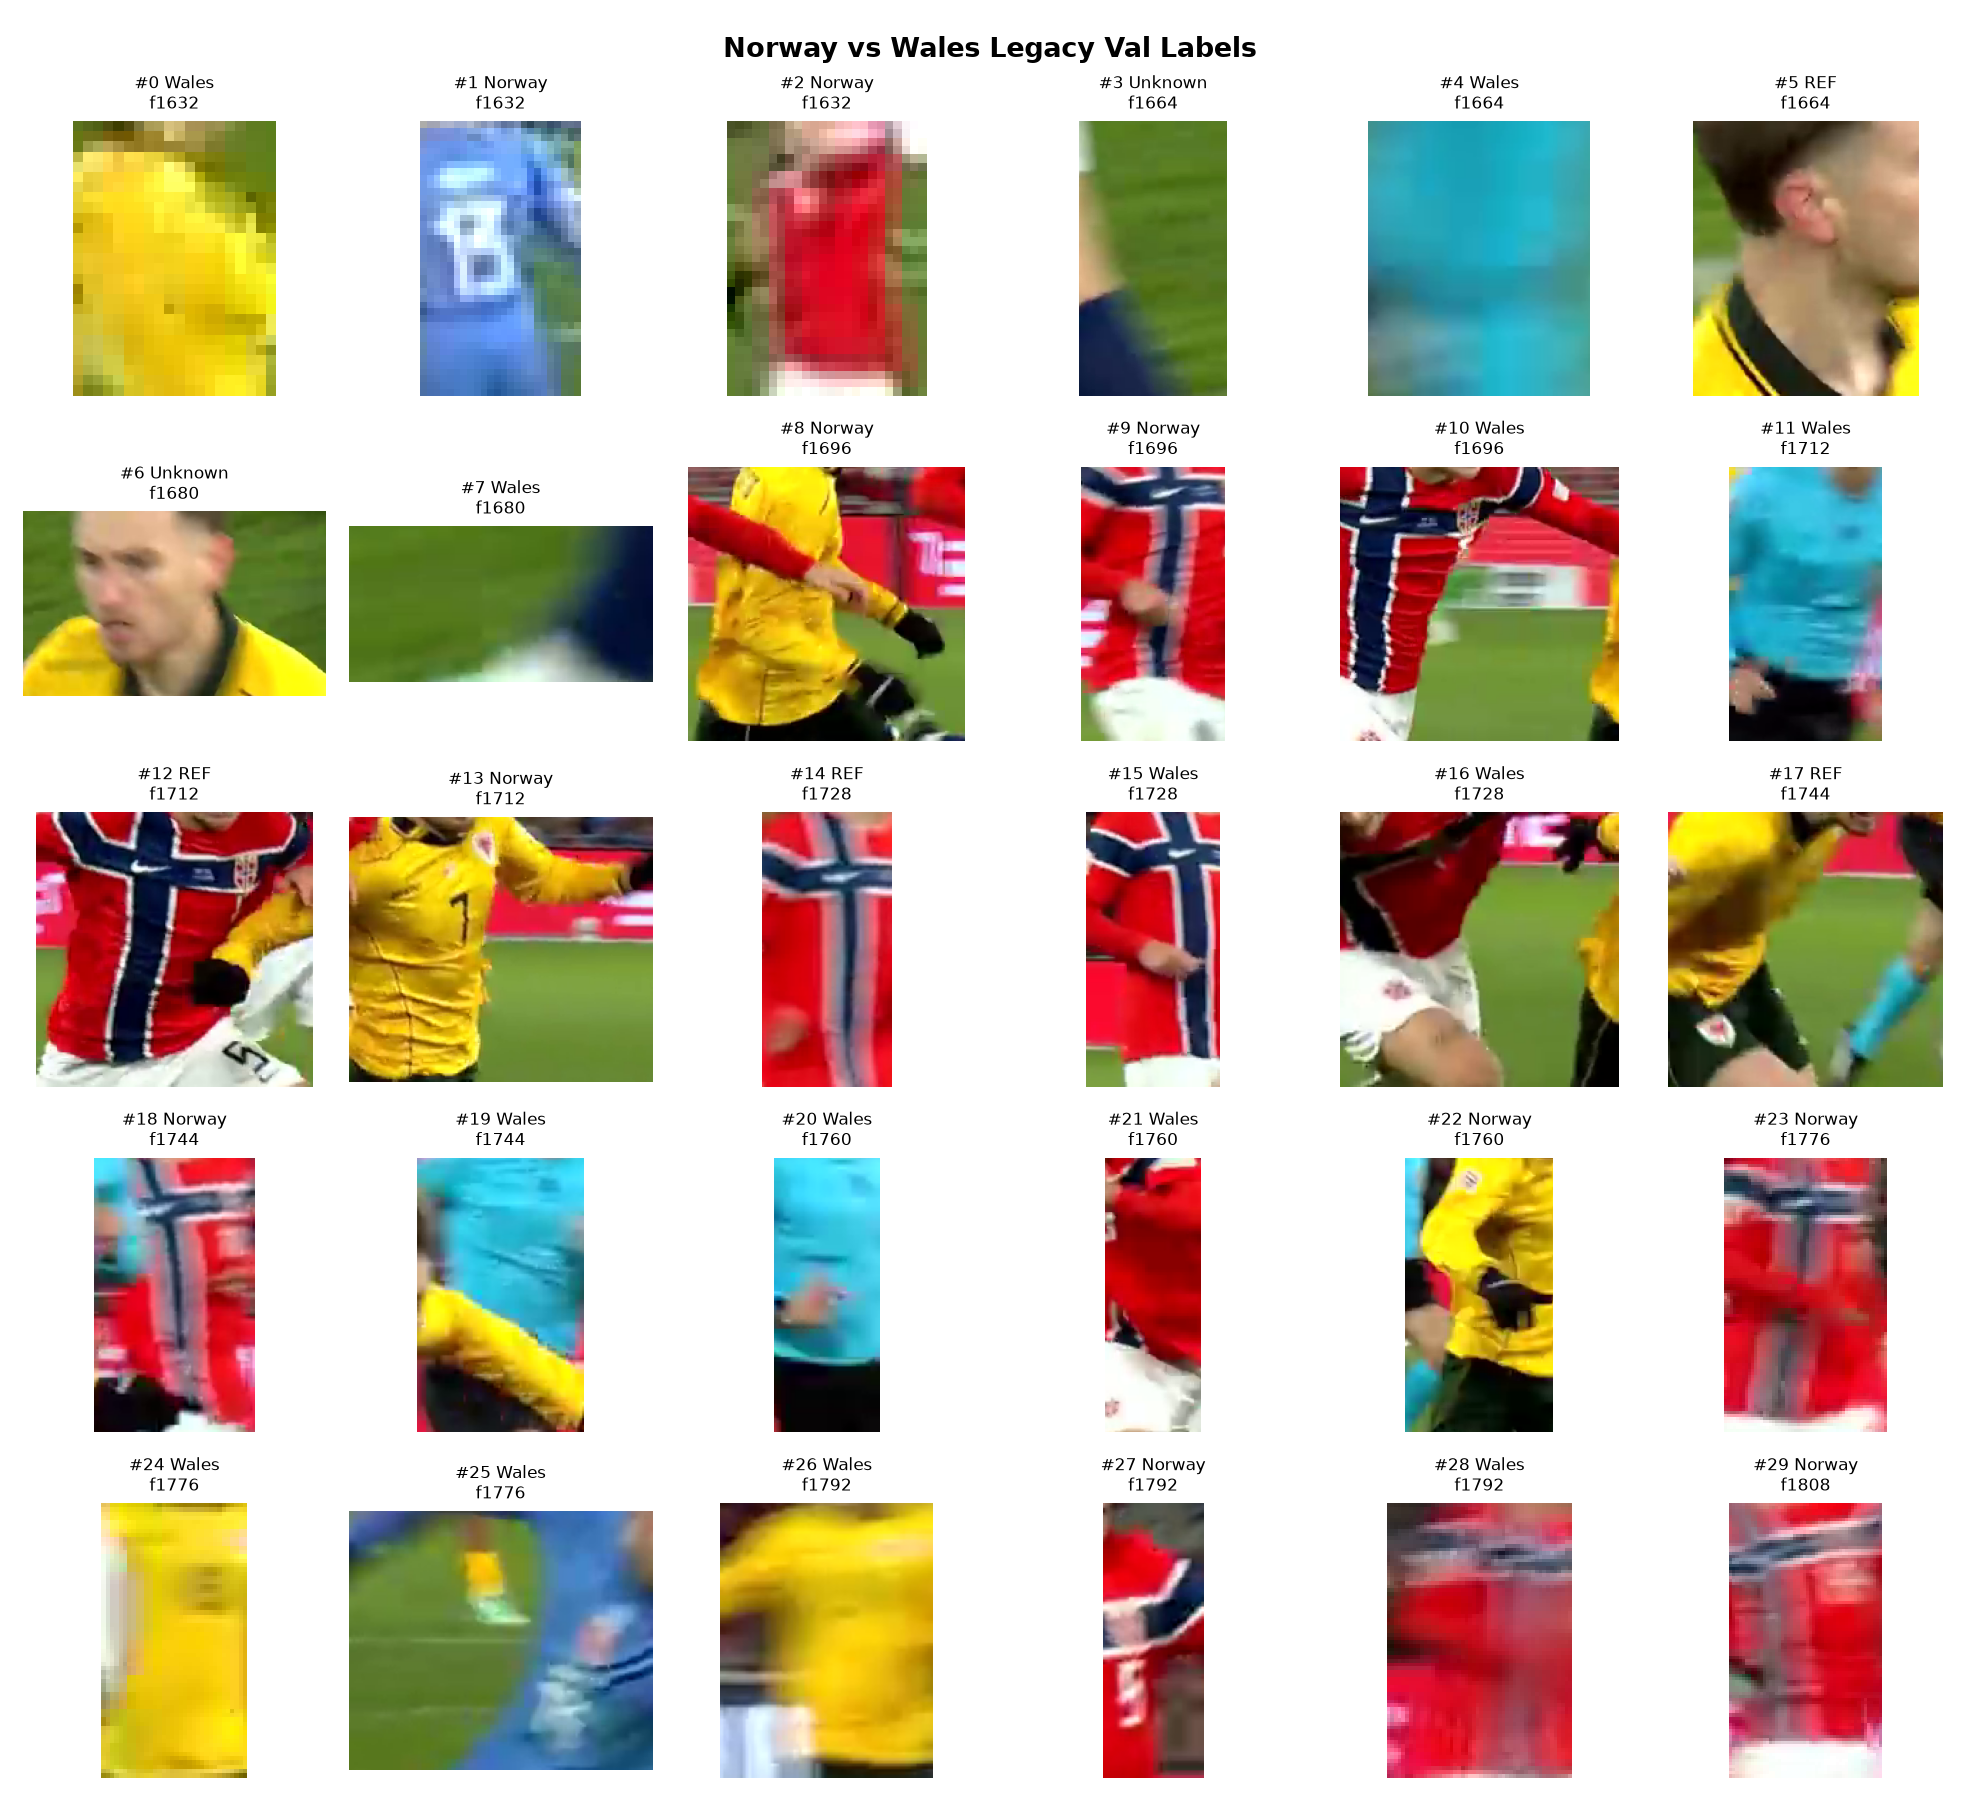 Norway vs Wales Legacy Val Labels
#0 Wales
f1632
#1 Norway
f1632
#2 Norway
f1632
#3 Unknown
f1664
#4 Wales
f1664
#5 REF
f1664
#6 Unknown
f1680
#7 Wales
f1680
#8 Norway
f1696
#9 Norway
f1696
#10 Wales
f1696
#11 Wales
f1712
#12 REF
f1712
#13 Norway
f1712
#14 REF
f1728
#15 Wales
f1728
#16 Wales
f1728
#17 REF
f1744
#18 Norway
f1744
#19 Wales
f1744
#20 Wales
f1760
#21 Wales
f1760
#22 Norway
f1760
#23 Norway
f1776
#24 Wales
f1776
#25 Wales
f1776
#26 Wales
f1792
#27 Norway
f1792
#28 Wales
f1792
#29 Norway
f1808
8
7
5
5